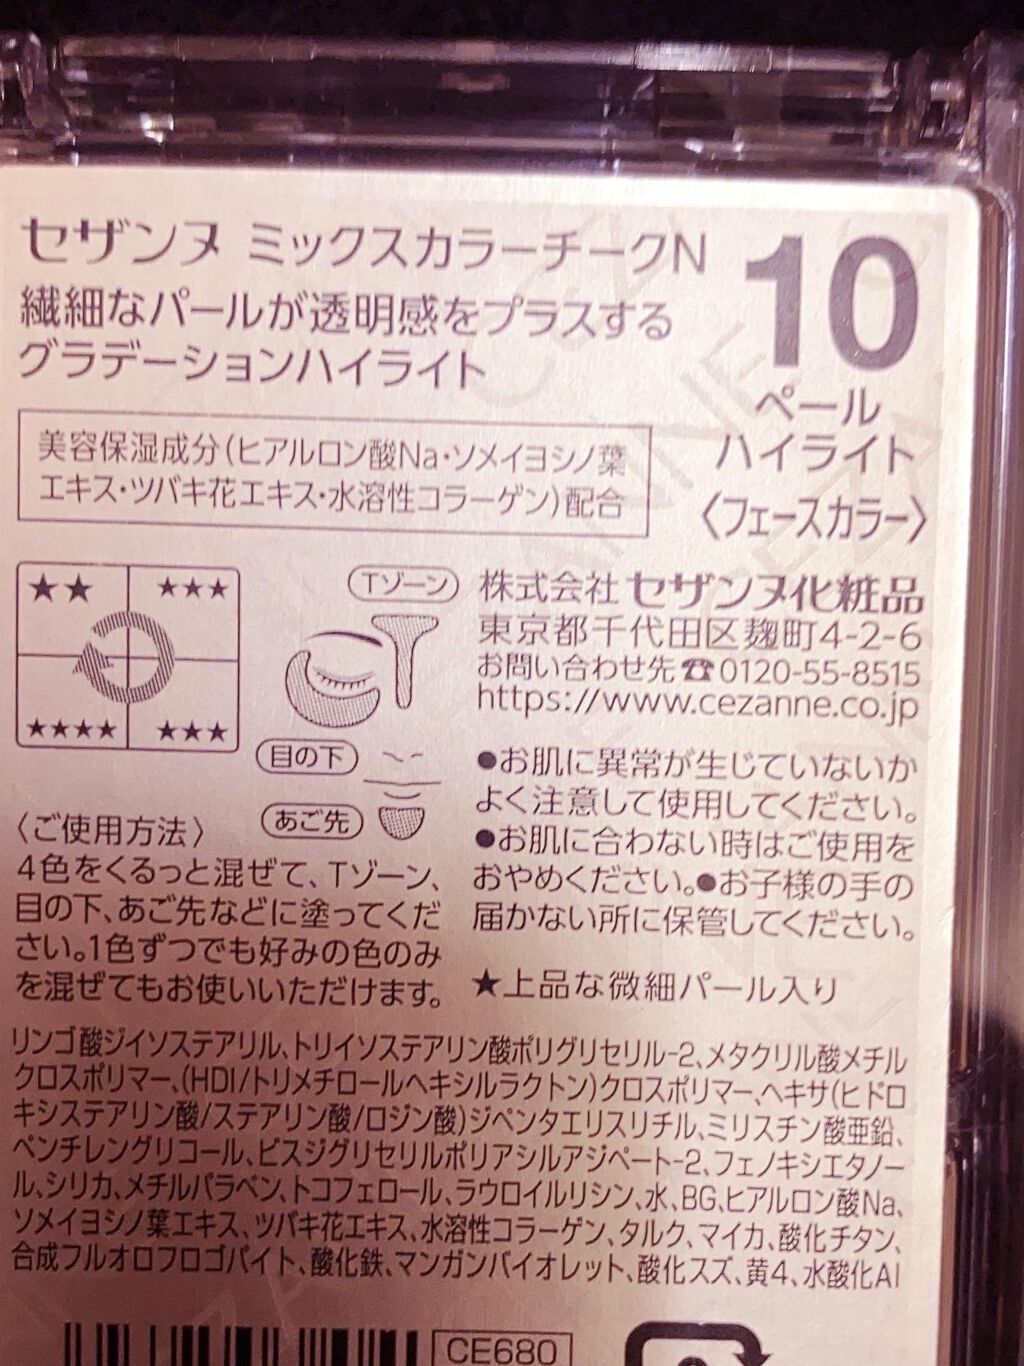 セザンヌ ミックスカラーチークN
繊細なパールが透明感をプラスする
グラデーションハイライト
10
ペール
ハイライト
〈フェースカラー〉
美容保湿成分(ヒアルロン酸Na・ソメイヨシノ葉
エキス・ツバキ花エキス・水溶性コラーゲン)配合
★★ ★★★
★★★★ ★★★
Tゾーン
目の下
あご先
〈ご使用方法〉
4色をくるっと混ぜて、Tゾーン、
目の下、あご先などに塗ってくだ
さい。1色ずつでも好みの色のみ
を混ぜてもお使いいただけます。
株式会社 セザンヌ化粧品
東京都千代田区麹町4-2-6
お問い合わせ先☎0120-55-8515
https://www.cezanne.co.jp
●お肌に異常が生じていないか
よく注意して使用してください。
●お肌に合わない時はご使用を
おやめください。●お子様の手の
届かない所に保管してください。
★上品な微細パール入り
リンゴ酸ジイソステアリル、トリイソステアリン酸ポリグリセリル-2、メタクリル酸メチル
クロスポリマー、(HDI/トリメチロールヘキシルラクトン)クロスポリマー、ヘキサ(ヒドロ
キシステアリン酸/ステアリン酸/ロジン酸)ジペンタエリスリチル、ミリスチン酸亜鉛、
ペンチレングリコール、ビスジグリセリルポリアシルアジペート-2、フェノキシエタノー
ル、シリカ、メチルパラベン、トコフェロール、ラウロイルリシン、水、BG、ヒアルロン酸Na、
ソメイヨシノ葉エキス、ツバキ花エキス、水溶性コラーゲン、タルク、マイカ、酸化チタン、
合成フルオロフロゴパイト、酸化鉄、マンガンバイオレット、酸化スズ、黄4、水酸化Al
CE680